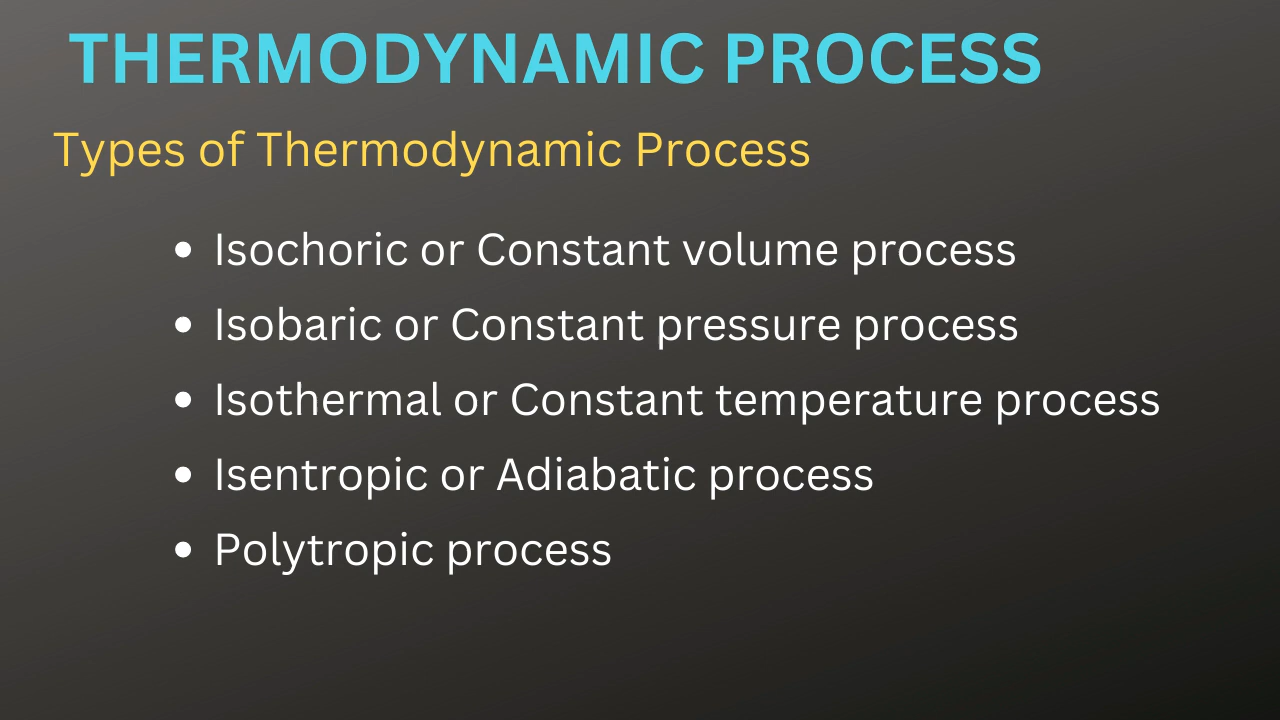 THERMODYNAMIC PROCESS
Types of Thermodynamic Process
• Isochoric or Constant volume process
• Isobaric or Constant pressure process
• Isothermal or Constant temperature process
• Isentropic or Adiabatic process
• Polytropic process